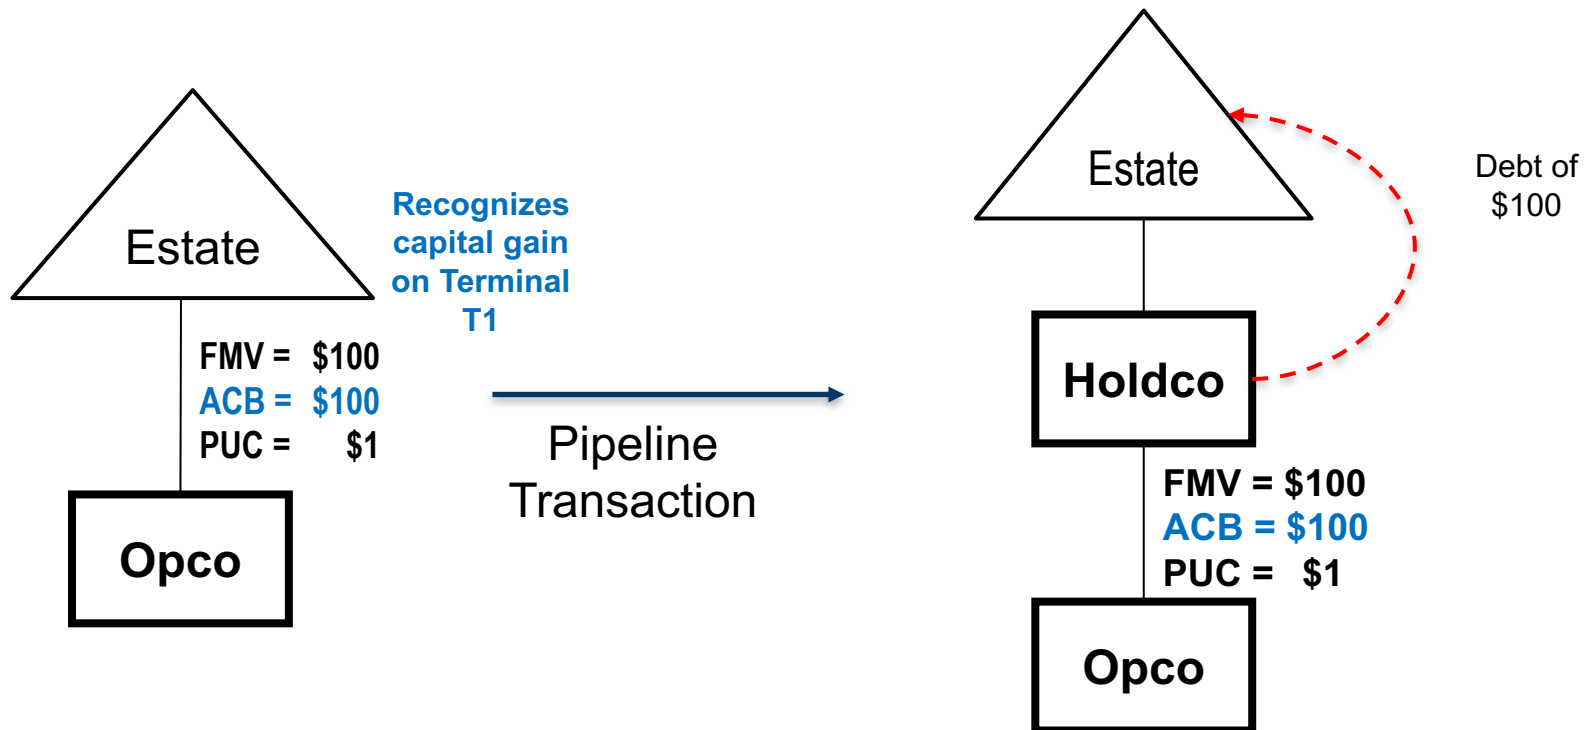 Estate
Recognizes
capital gain
on Terminal
T1
FMV = $100
ACB = $100
PUC = $1
Opco
Pipeline
Transaction
Estate
Debt of
$100
Holdco
FMV = $100
ACB = $100
PUC = $1
Opco